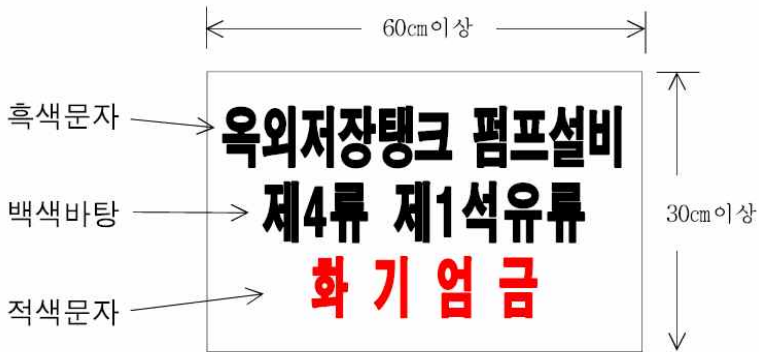 60cm이상
흑색문자
옥외저장탱크 펌프설비
백색바탕
제4류 제1석유류
30cm이상
적색문자
화기엄금